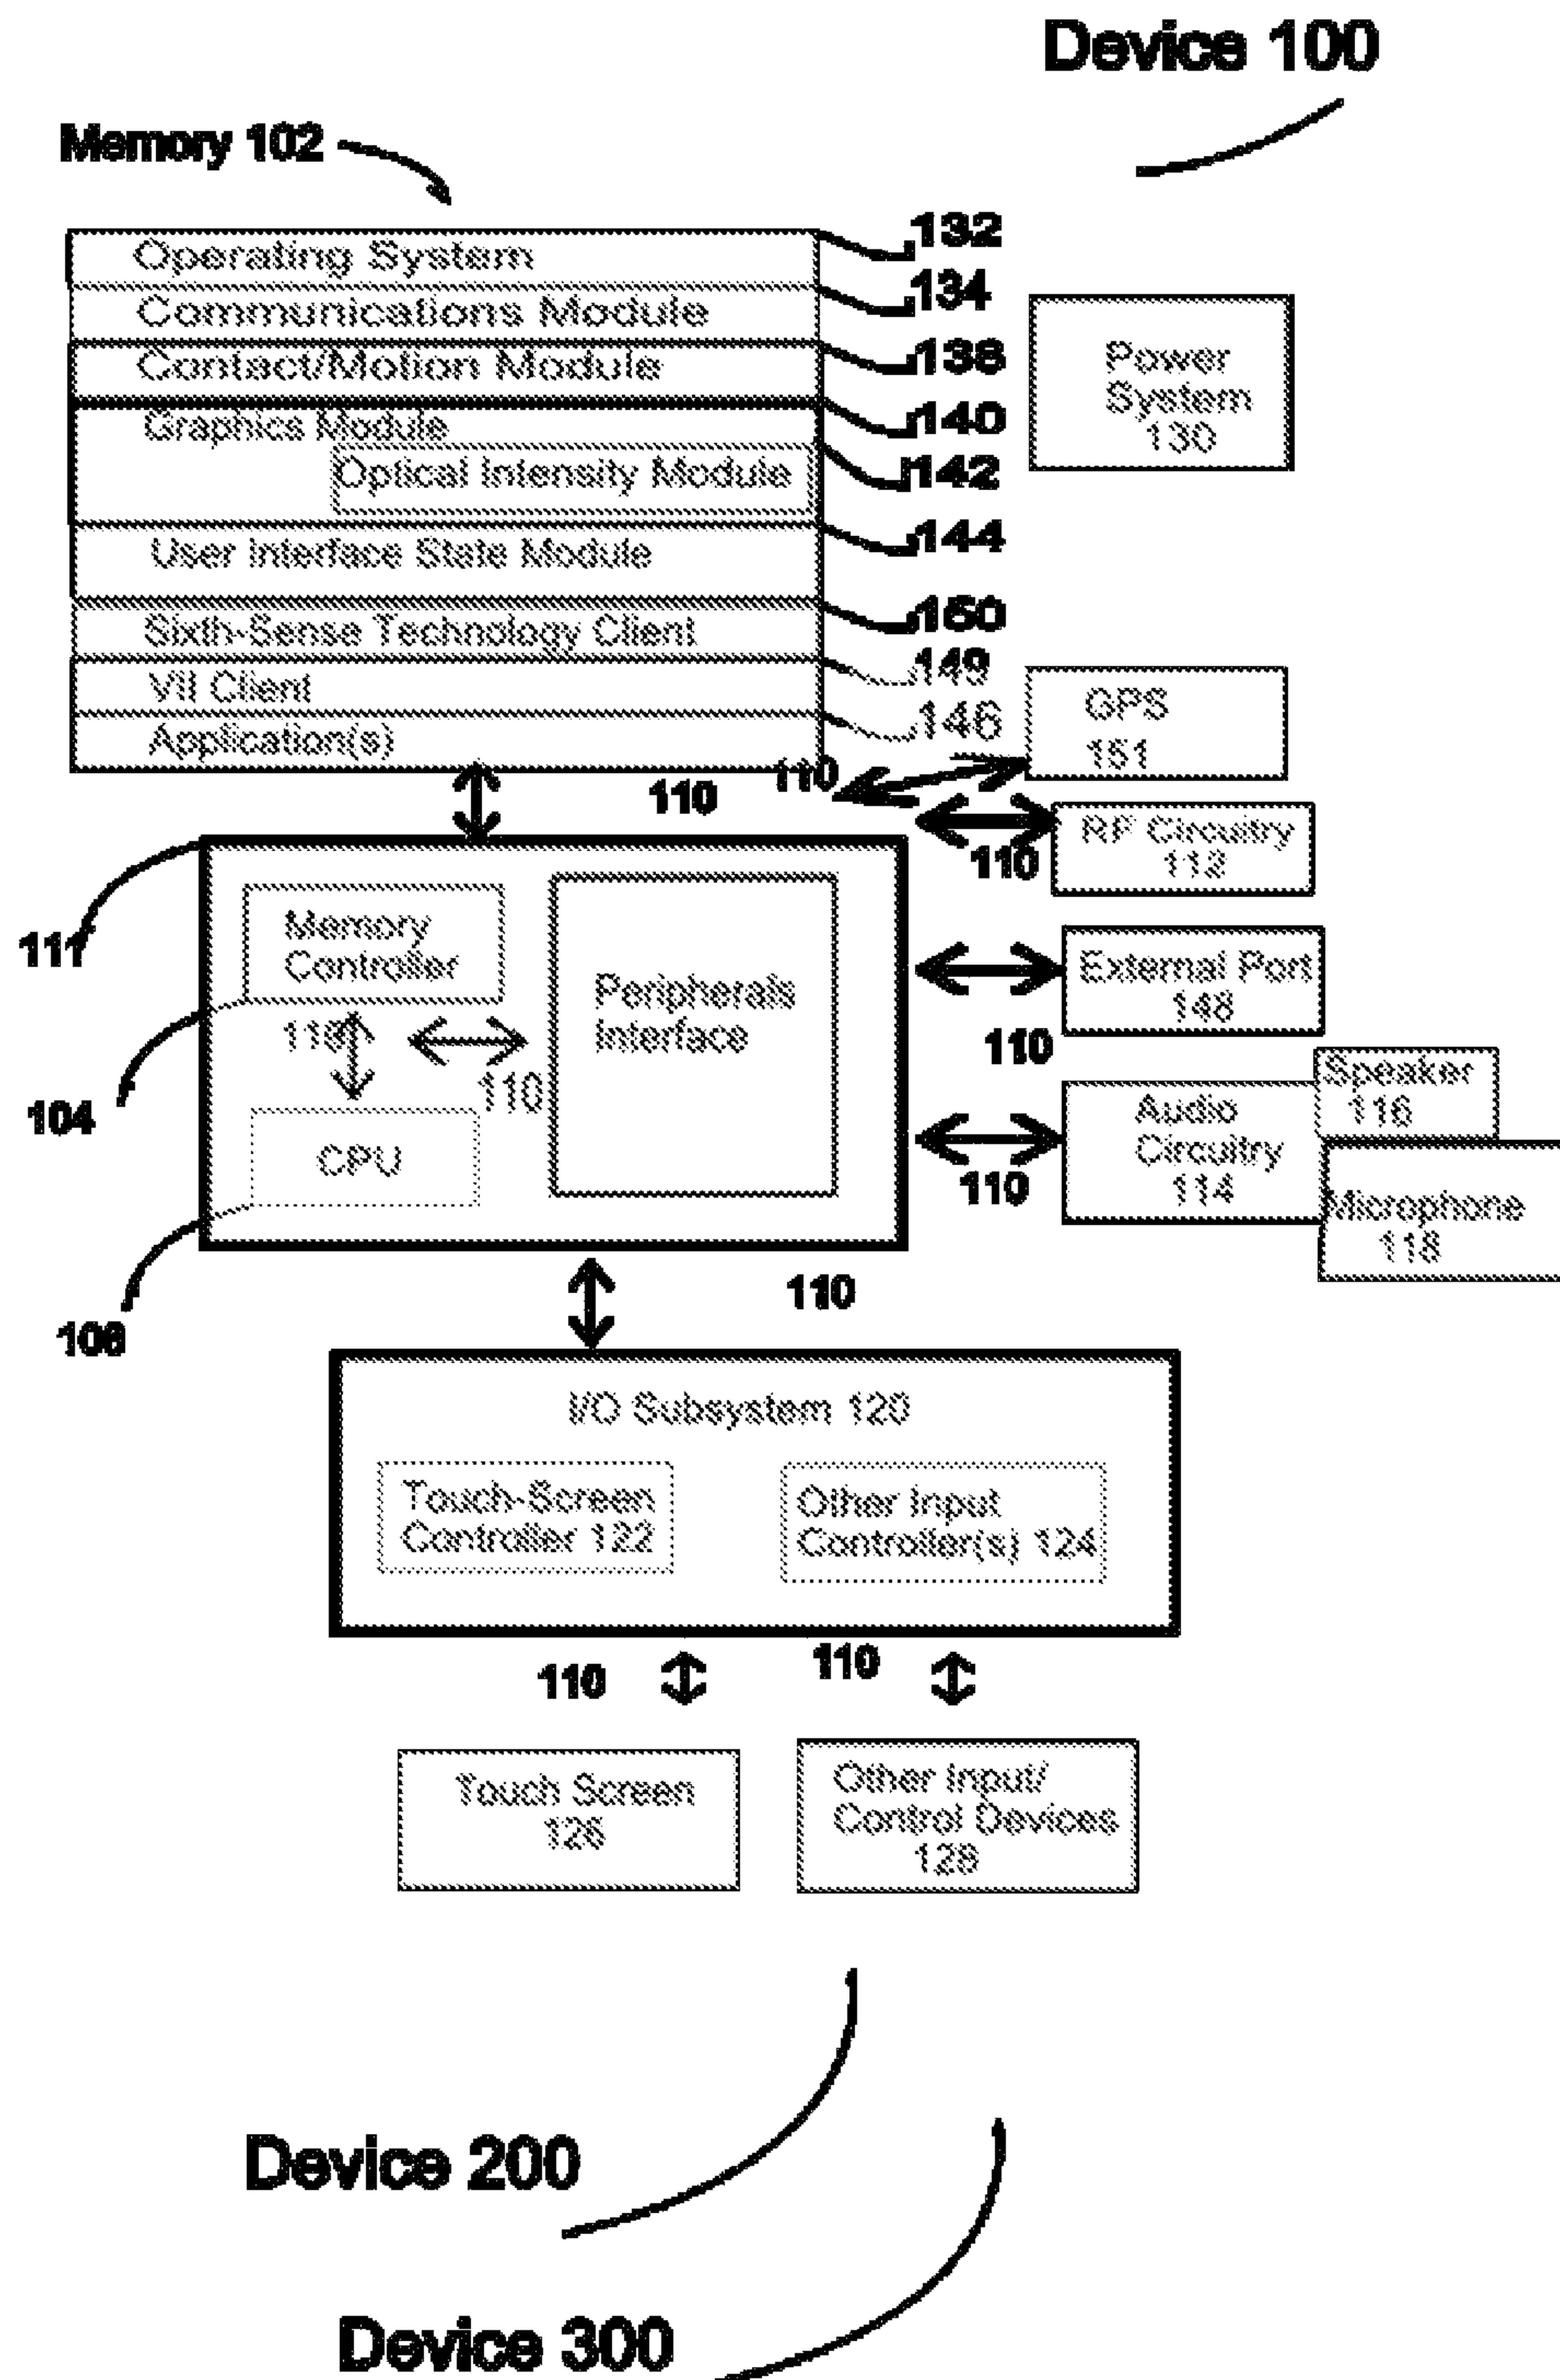 Device 100
Memory 102
Operating System
132
Communications Module
134
Contact/Motion Module
138
Graphics Module
140
Optical Intensity Module
142
User Interface State Module
144
Sixth-Sense Technology Client
150
VII Client
149
Application(s)
146
Power
System
130
GPS
151
110
110
RF Circuitry
112
110
111
Memory
Controller
104
110
110
CPU
106
Peripherals
Interface
External Port
148
110
Audio
Circuitry
114
110
Speaker
116
Microphone
118
110
I/O Subsystem 120
Touch-Screen
Controller 122
Other Input
Controller(s) 124
110
110
Touch Screen
126
Other Input/
Control Devices
128
Device 200
Device 300